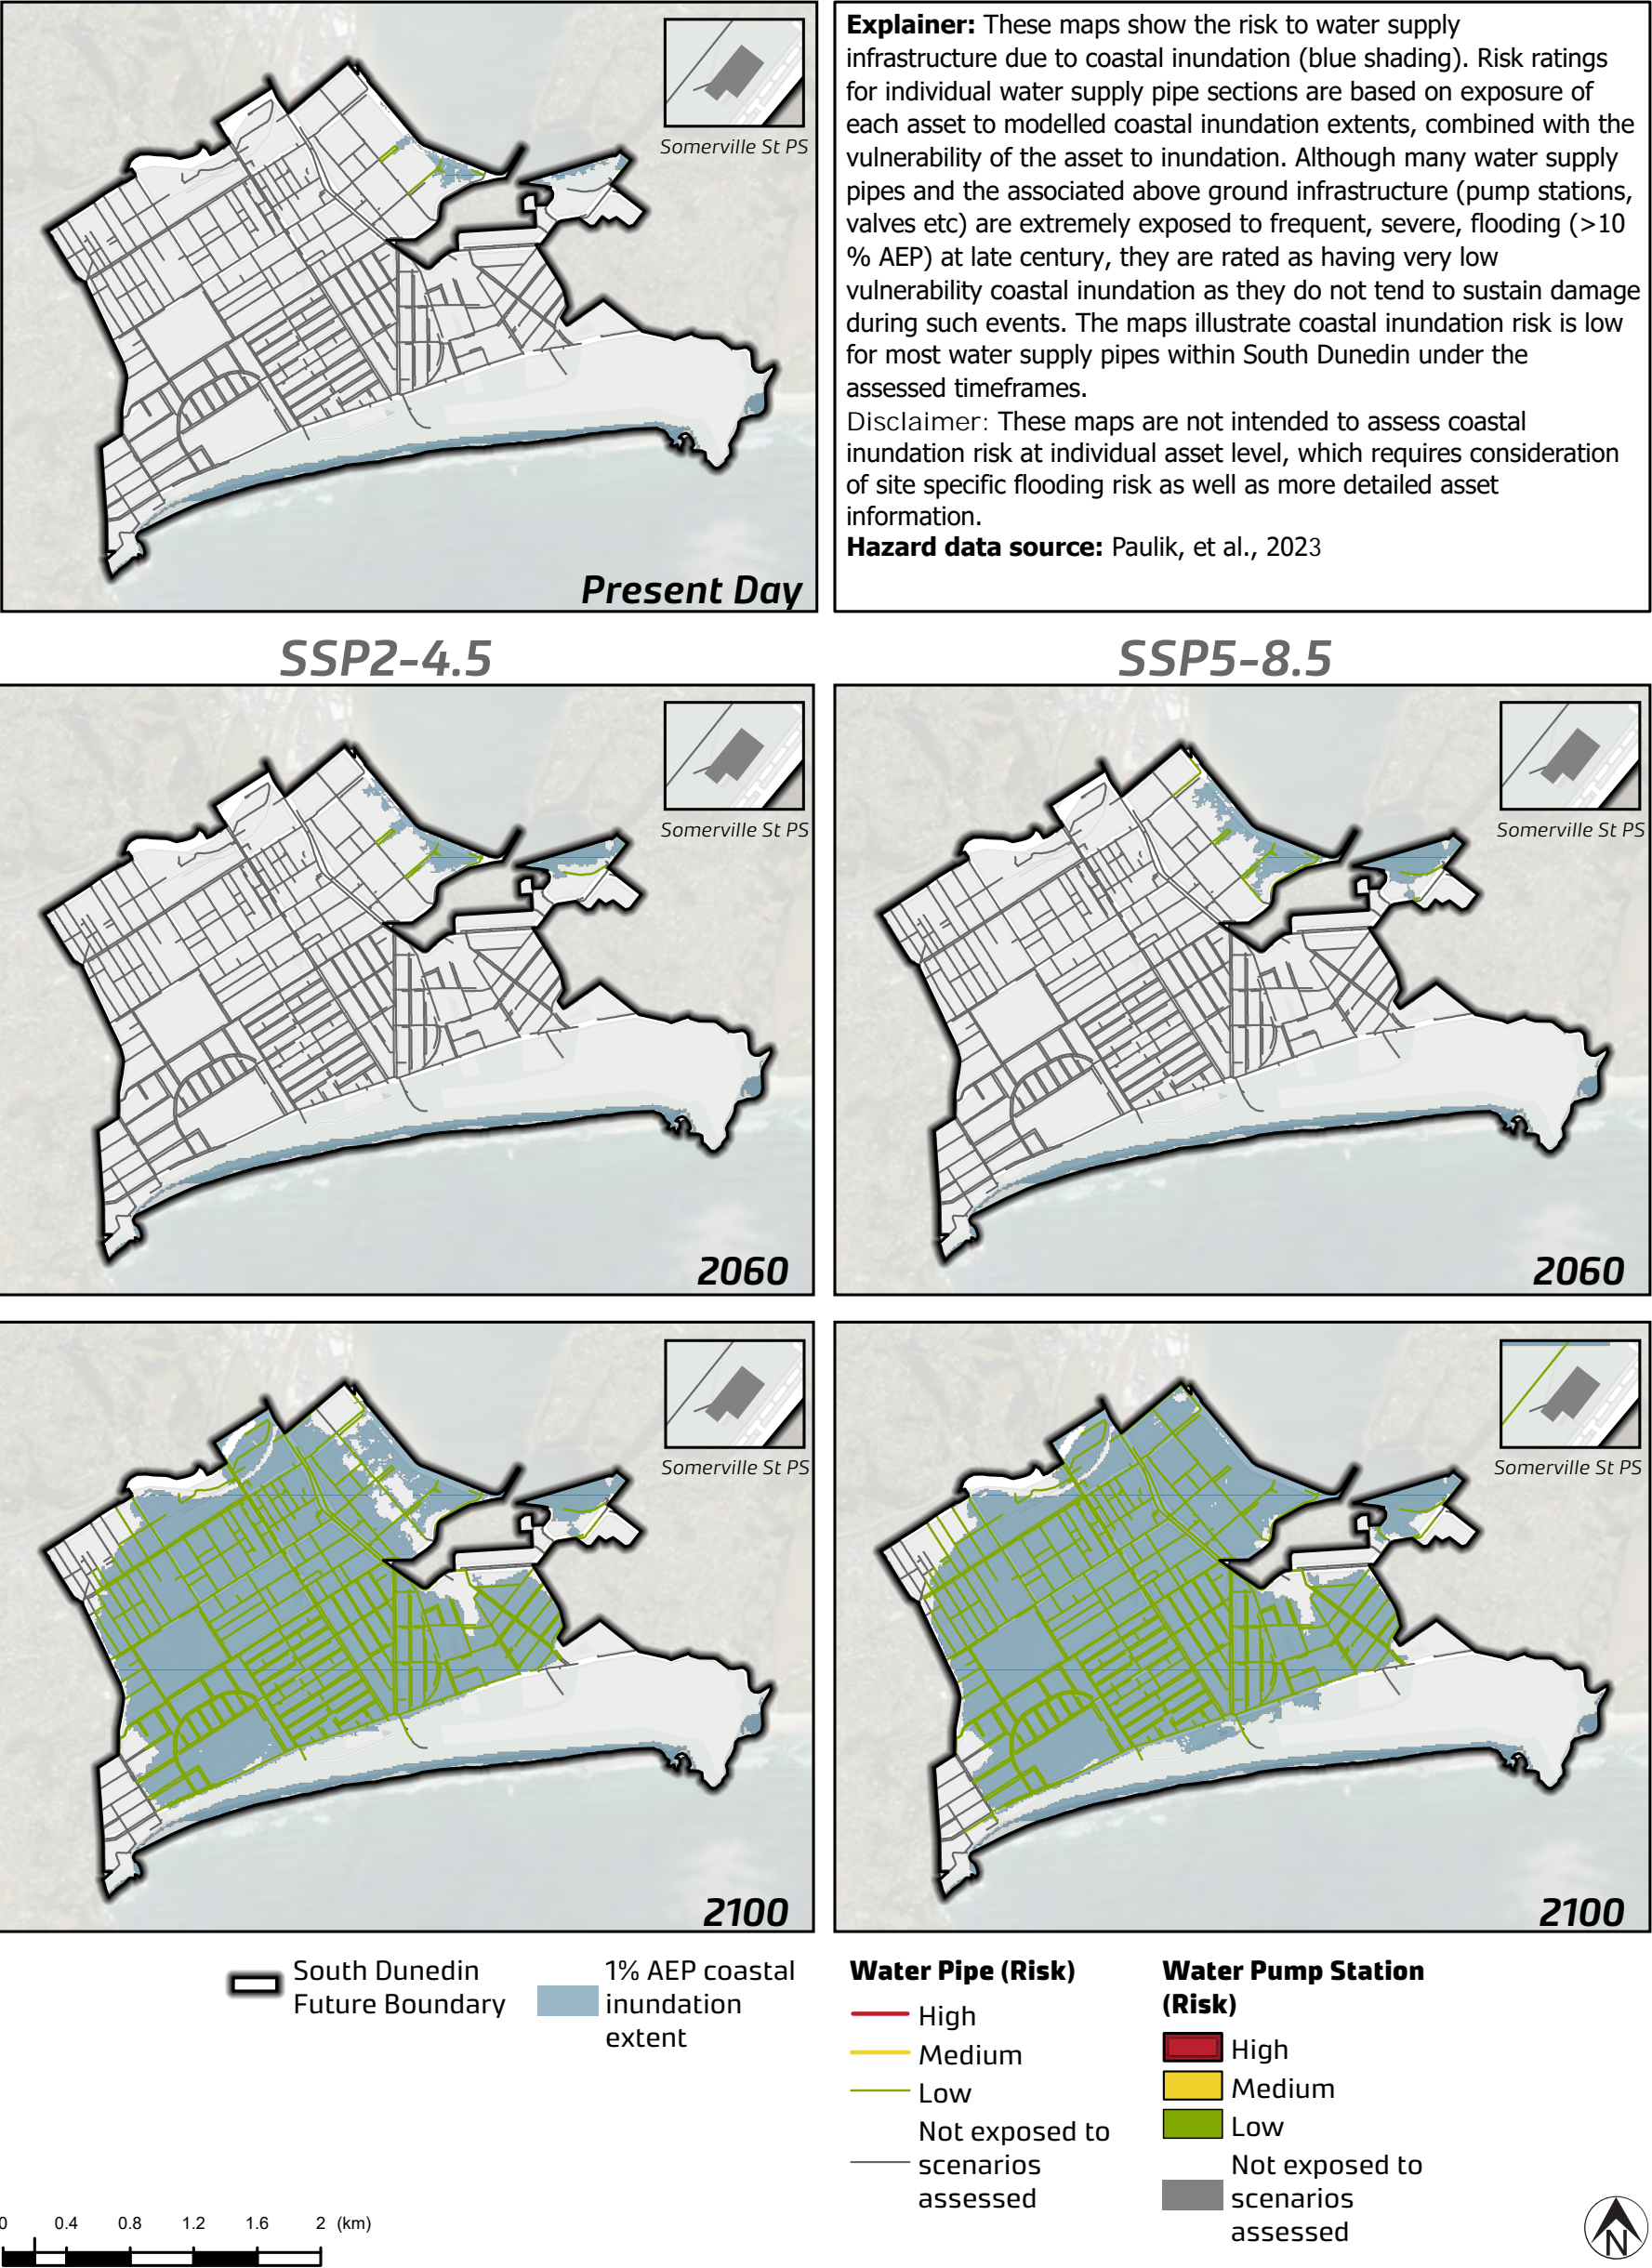 Somerville St PS
Present Day
Explainer: These maps show the risk to water supply
infrastructure due to coastal inundation (blue shading). Risk ratings
for individual water supply pipe sections are based on exposure of
each asset to modelled coastal inundation extents, combined with the
vulnerability of the asset to inundation. Although many water supply
pipes and the associated above ground infrastructure (pump stations,
valves etc) are extremely exposed to frequent, severe, flooding (>10
% AEP) at late century, they are rated as having very low
vulnerability coastal inundation as they do not tend to sustain damage
during such events. The maps illustrate coastal inundation risk is low
for most water supply pipes within South Dunedin under the
assessed timeframes.
Disclaimer: These maps are not intended to assess coastal
inundation risk at individual asset level, which requires consideration
of site specific flooding risk as well as more detailed asset
information.
Hazard data source: Paulik, et al., 2023
SSP2-4.5
SSP5-8.5
Somerville St PS
2060
Somerville St PS
2060
Somerville St PS
2100
Somerville St PS
2100
South Dunedin
Future Boundary
1% AEP coastal
inundation
extent
Water Pipe (Risk)
High
Medium
Low
Not exposed to
scenarios
assessed
Water Pump Station
(Risk)
High
Medium
Low
Not exposed to
scenarios
assessed
0 0.4 0.8 1.2 1.6 2 (km)
N